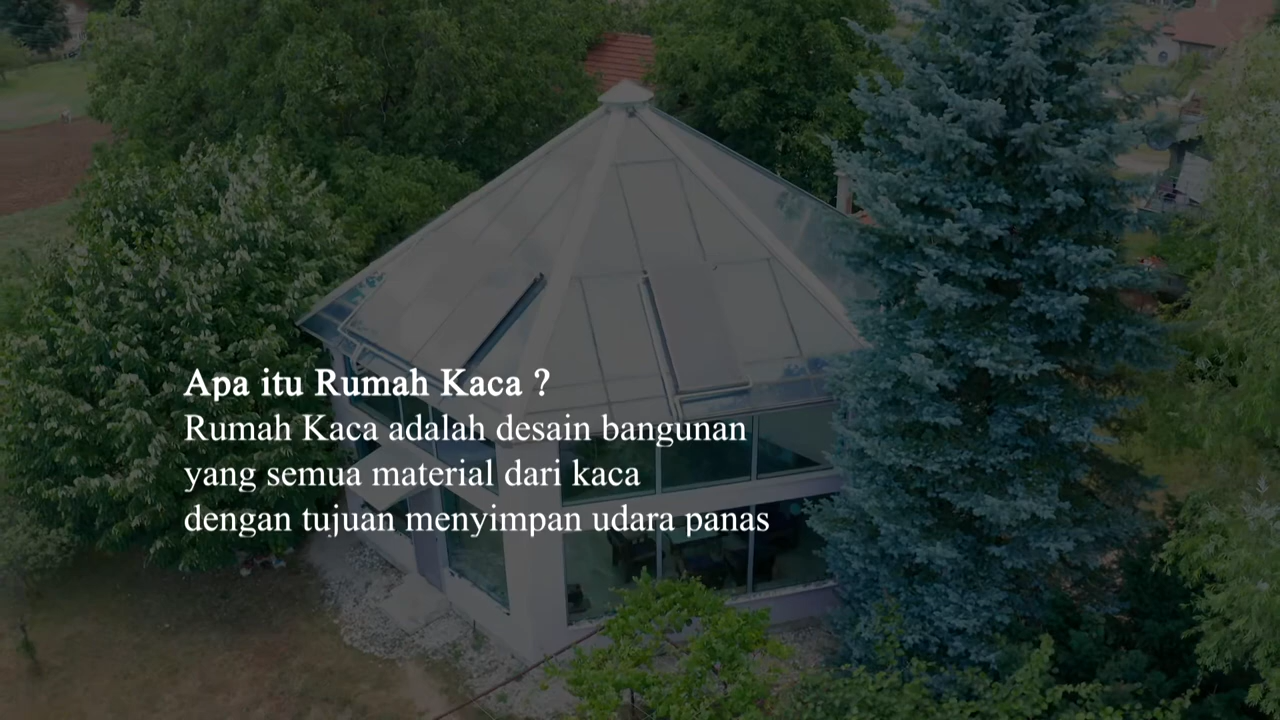 Apa itu Rumah Kaca ?
Rumah Kaca adalah desain bangunan
yang semua material dari kaca
dengan tujuan menyimpan udara panas